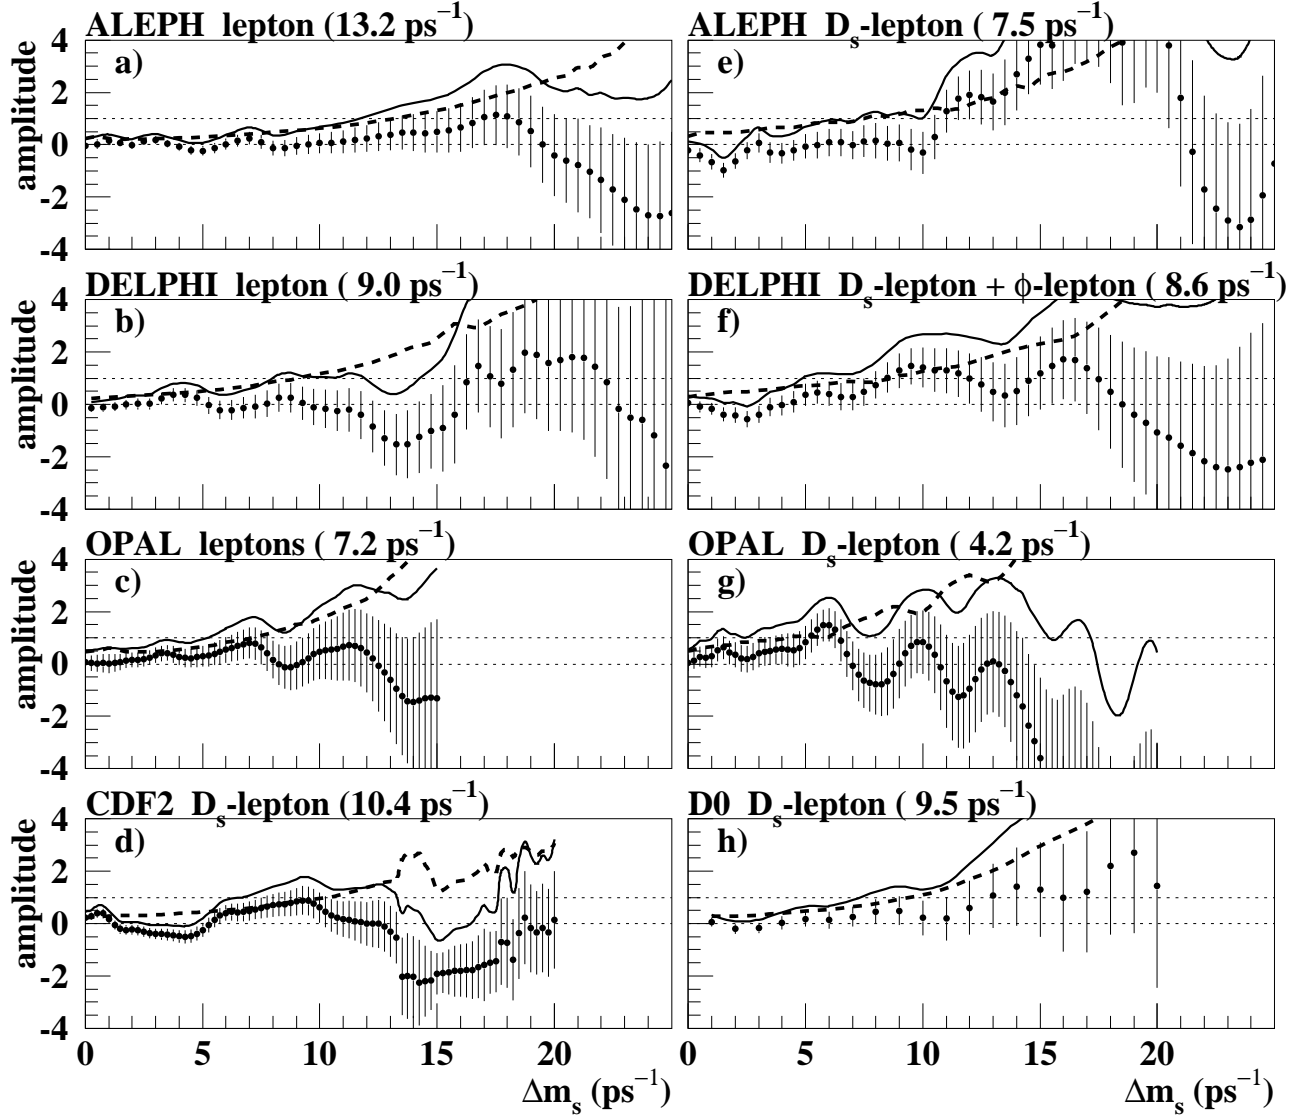 ALEPH lepton (13.2 ps⁻¹)
ALEPH Dₛ-lepton ( 7.5 ps⁻¹)
amplitude
4
2
0
-2
-4
a)
e)
DELPHI lepton ( 9.0 ps⁻¹)
DELPHI Dₛ-lepton + ϕ-lepton ( 8.6 ps⁻¹)
amplitude
4
2
0
-2
-4
b)
f)
OPAL leptons ( 7.2 ps⁻¹)
OPAL Dₛ-lepton ( 4.2 ps⁻¹)
amplitude
4
2
0
-2
-4
c)
g)
CDF2 Dₛ-lepton (10.4 ps⁻¹)
D0 Dₛ-lepton ( 9.5 ps⁻¹)
amplitude
4
2
0
-2
-4
d)
h)
0 5 10 15 20
0 5 10 15 20
Δmₛ (ps⁻¹)
Δmₛ (ps⁻¹)